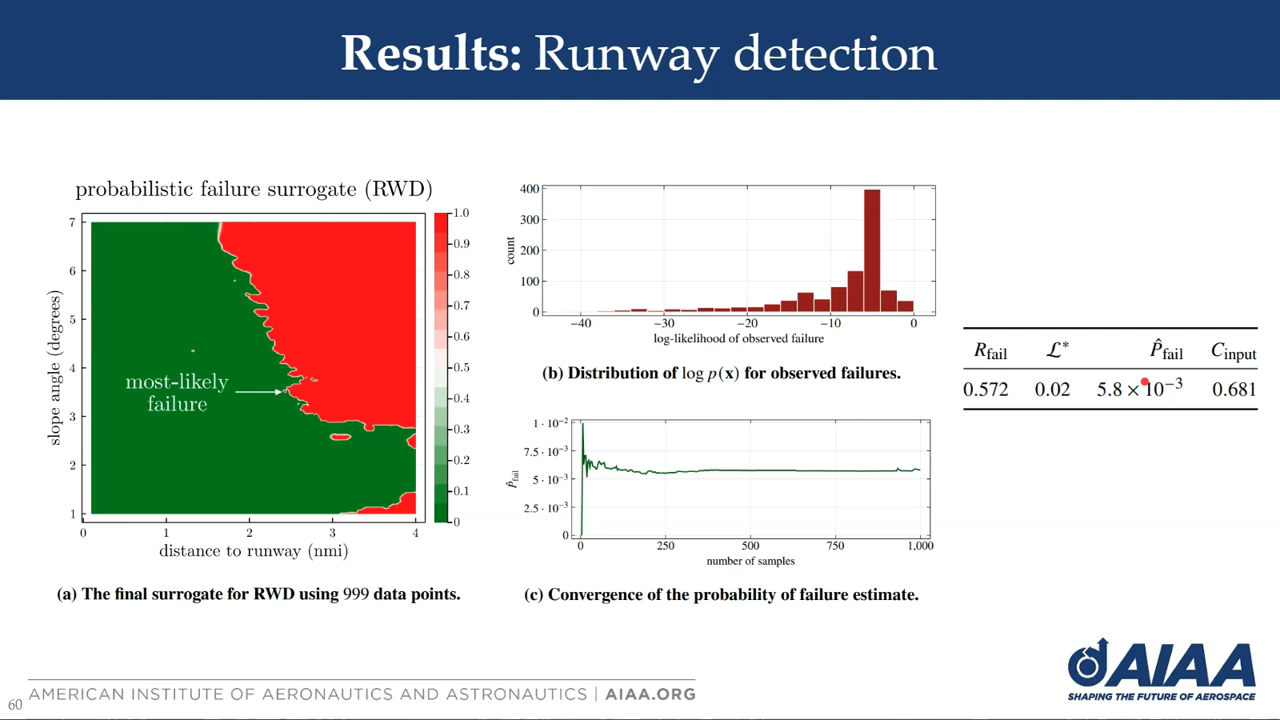 Results: Runway detection
probabilistic failure surrogate (RWD)
slope angle (degrees)
7
6
5
4
3
2
1
0
1
2
3
4
distance to runway (nmi)
most-likely
failure
1.0
0.9
0.8
0.7
0.6
0.5
0.4
0.3
0.2
0.1
0
(a) The final surrogate for RWD using 999 data points.
count
400
300
200
100
0
−40
−30
−20
−10
0
log-likelihood of observed failure
(b) Distribution of log p(x) for observed failures.
P̂fail
1 · 10⁻²
7.5 · 10⁻³
5 · 10⁻³
2.5 · 10⁻³
0
0
250
500
750
1,000
number of samples
(c) Convergence of the probability of failure estimate.
Rfail ℒ* P̂fail Cinput
0.572 0.02 5.8 × 10⁻³ 0.681
60
AMERICAN INSTITUTE OF AERONAUTICS AND ASTRONAUTICS | AIAA.ORG
AIAA
SHAPING THE FUTURE OF AEROSPACE